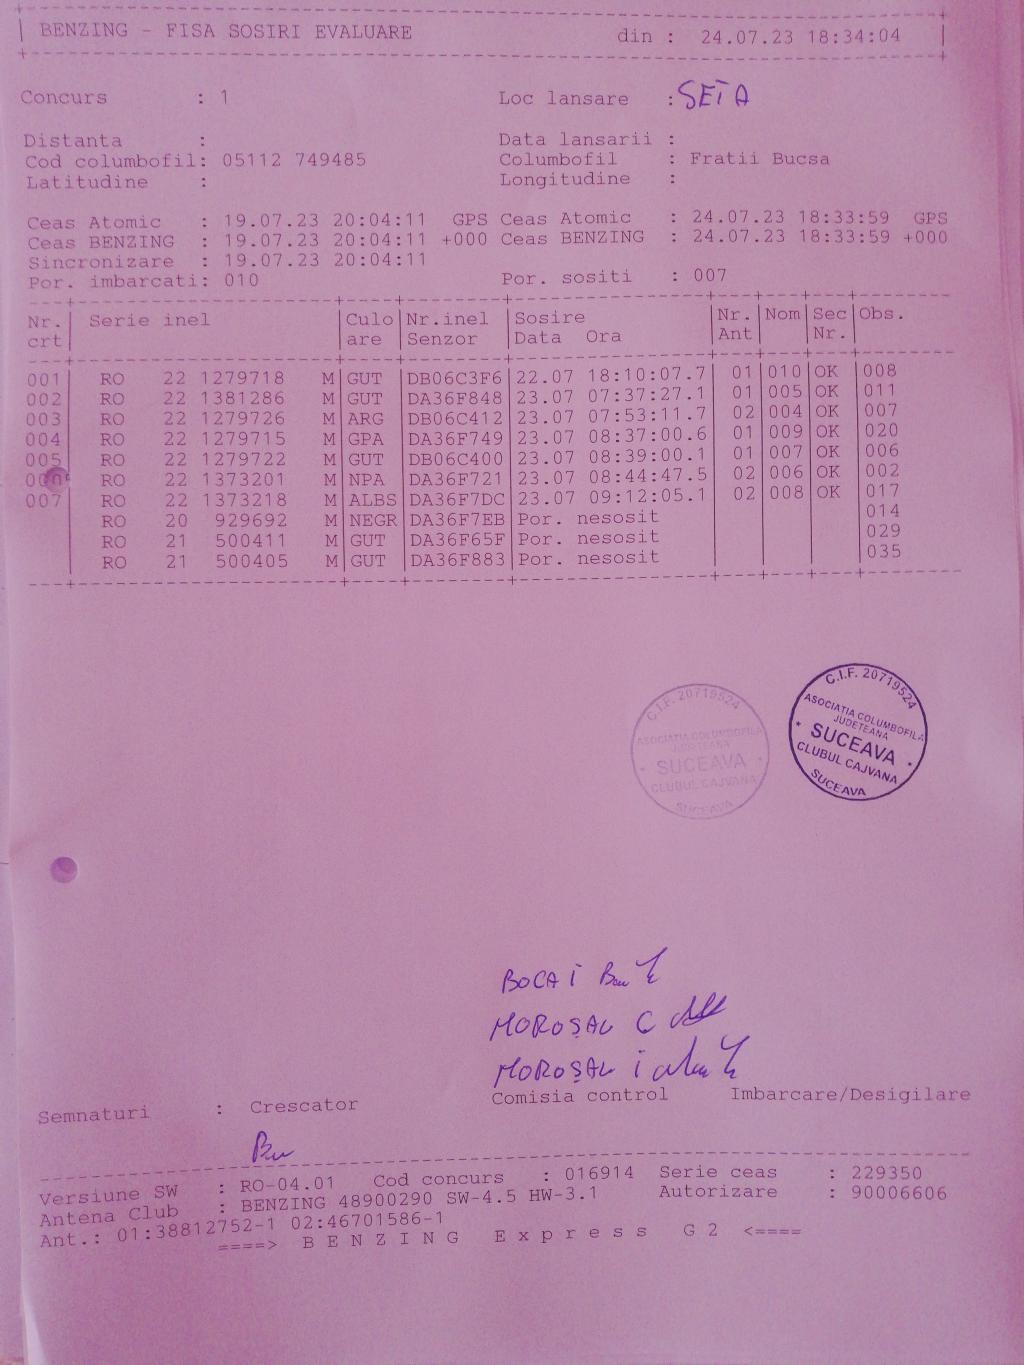 BENZING - FISA SOSIRI EVALUARE din : 24.07.23 18:34:04
Concurs : 1 Loc lansare : SETA
Distanta : Data lansarii :
Cod columbofil: 05112 749485 Columbofil : Fratii Bucsa
Latitudine : Longitudine :
Ceas Atomic : 19.07.23 20:04:11 GPS Ceas Atomic : 24.07.23 18:33:59 GPS
Ceas BENZING : 19.07.23 20:04:11 +000 Ceas BENZING : 24.07.23 18:33:59 +000
Sincronizare : 19.07.23 20:04:11
Por. imbarcati: 010 Por. sositi : 007
Nr. Serie inel Culo Nr.inel Sosire Nr. Nom Sec Obs.
crt are Senzor Data Ora Ant Nr.
001 RO 22 1279718 M GUT DB06C3F6 22.07 18:10:07.7 01 010 OK 008
002 RO 22 1381286 M GUT DA36F848 23.07 07:37:27.1 01 005 OK 011
003 RO 22 1279726 M ARG DB06C412 23.07 07:53:11.7 02 004 OK 007
004 RO 22 1279715 M GPA DA36F749 23.07 08:37:00.6 01 009 OK 020
005 RO 22 1279722 M GUT DB06C400 23.07 08:39:00.1 01 007 OK 006
RO 22 1373201 M NPA DA36F721 23.07 08:44:47.5 02 006 OK 002
007 RO 22 1373218 M ALBS DA36F7DC 23.07 09:12:05.1 02 008 OK 017
RO 20 929692 M NEGR DA36F7EB Por. nesosit 014
RO 21 500411 M GUT DA36F65F Por. nesosit 029
RO 21 500405 M GUT DA36F883 Por. nesosit 035
C.I.F. 20719524
ASOCIATIA COLUMBOFILA
JUDETEANA
SUCEAVA
CLUBUL CAJVANA
SUCEAVA
C.I.F. 20719524
ASOCIATIA COLUMBOFILA
JUDETEANA
SUCEAVA
CLUBUL CAJVANA
SUCEAVA
BOCA I
MOROȘAU C
MOROȘAU I
Comisia control Imbarcare/Desigilare
Semnaturi : Crescator
Versiune SW : RO-04.01 Cod concurs : 016914 Serie ceas : 229350
Antena Club : BENZING 48900290 SW-4.5 HW-3.1 Autorizare : 90006606
Ant.: 01:38812752-1 02:46701586-1
====> B E N Z I N G E x p r e s s G 2 <====